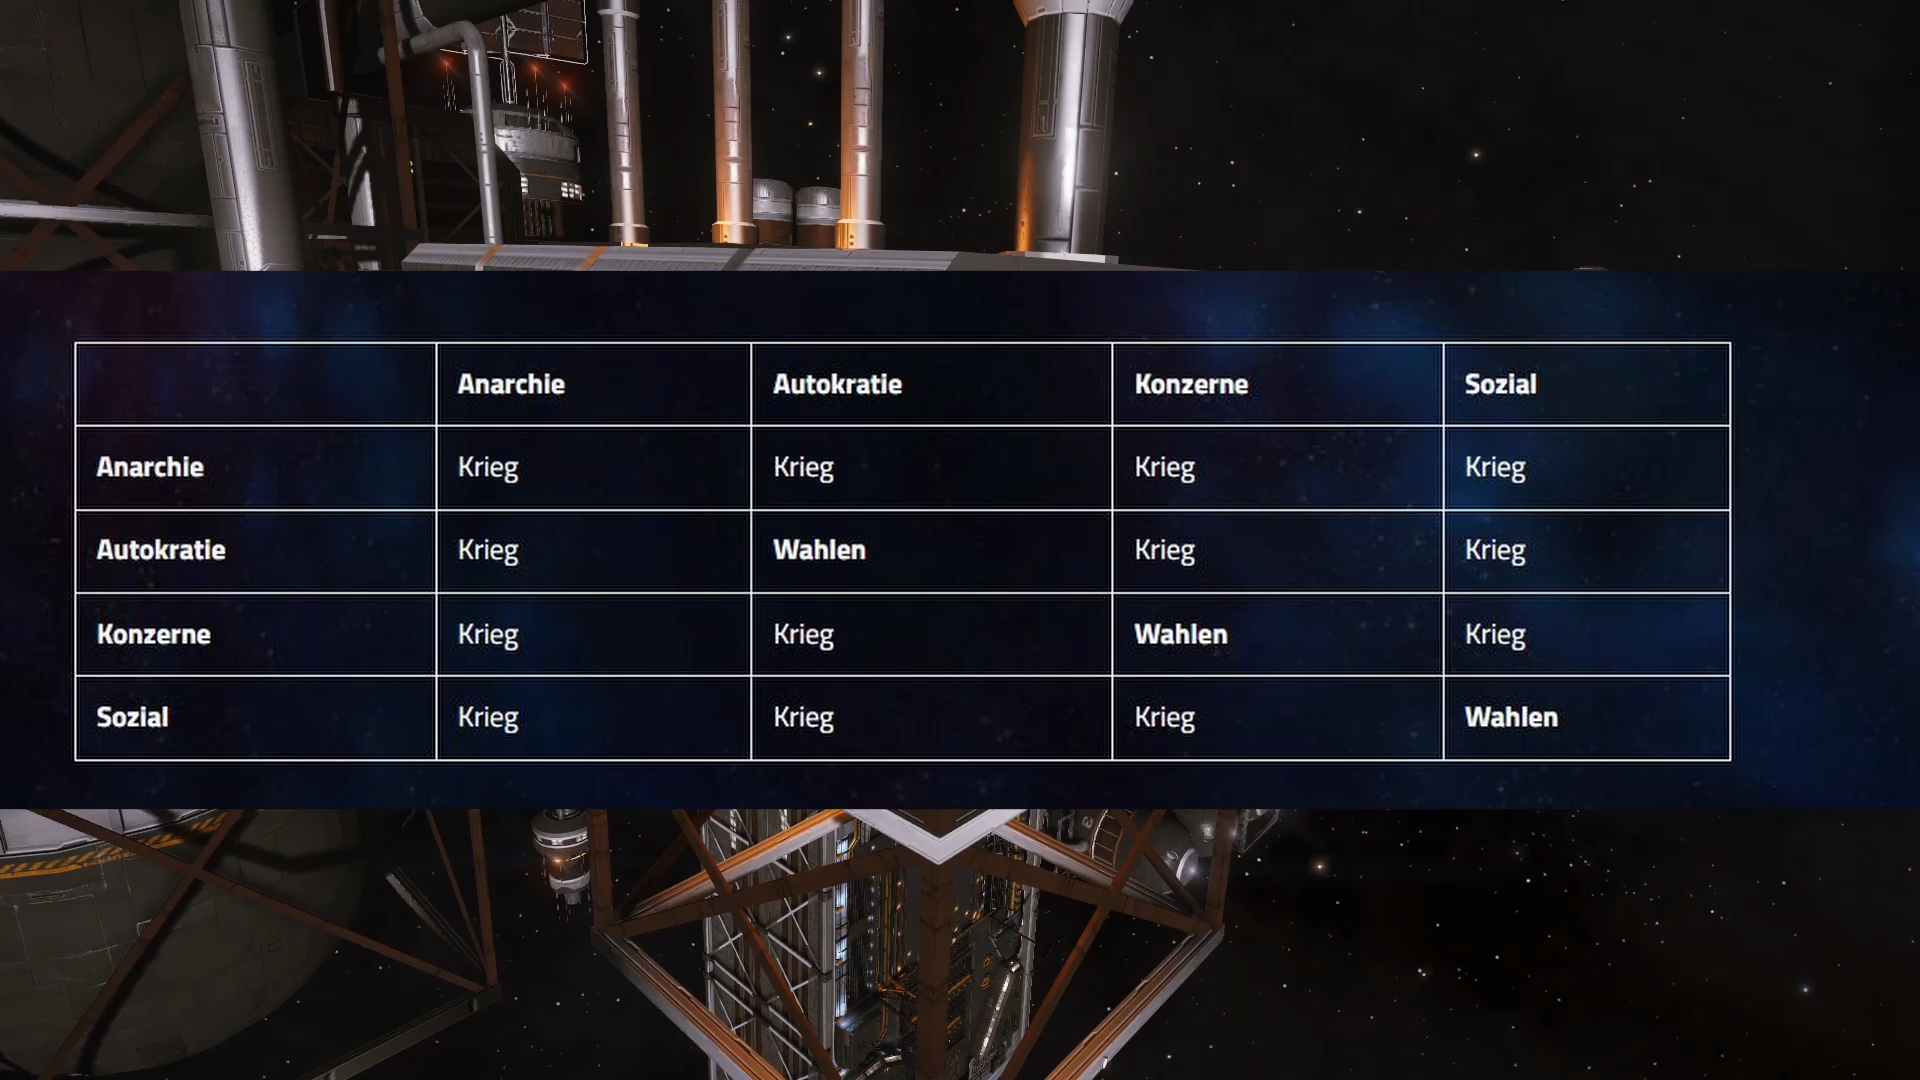 Anarchie Autokratie Konzerne Sozial
Anarchie Krieg Krieg Krieg Krieg
Autokratie Krieg Wahlen Krieg Krieg
Konzerne Krieg Krieg Wahlen Krieg
Sozial Krieg Krieg Krieg Wahlen